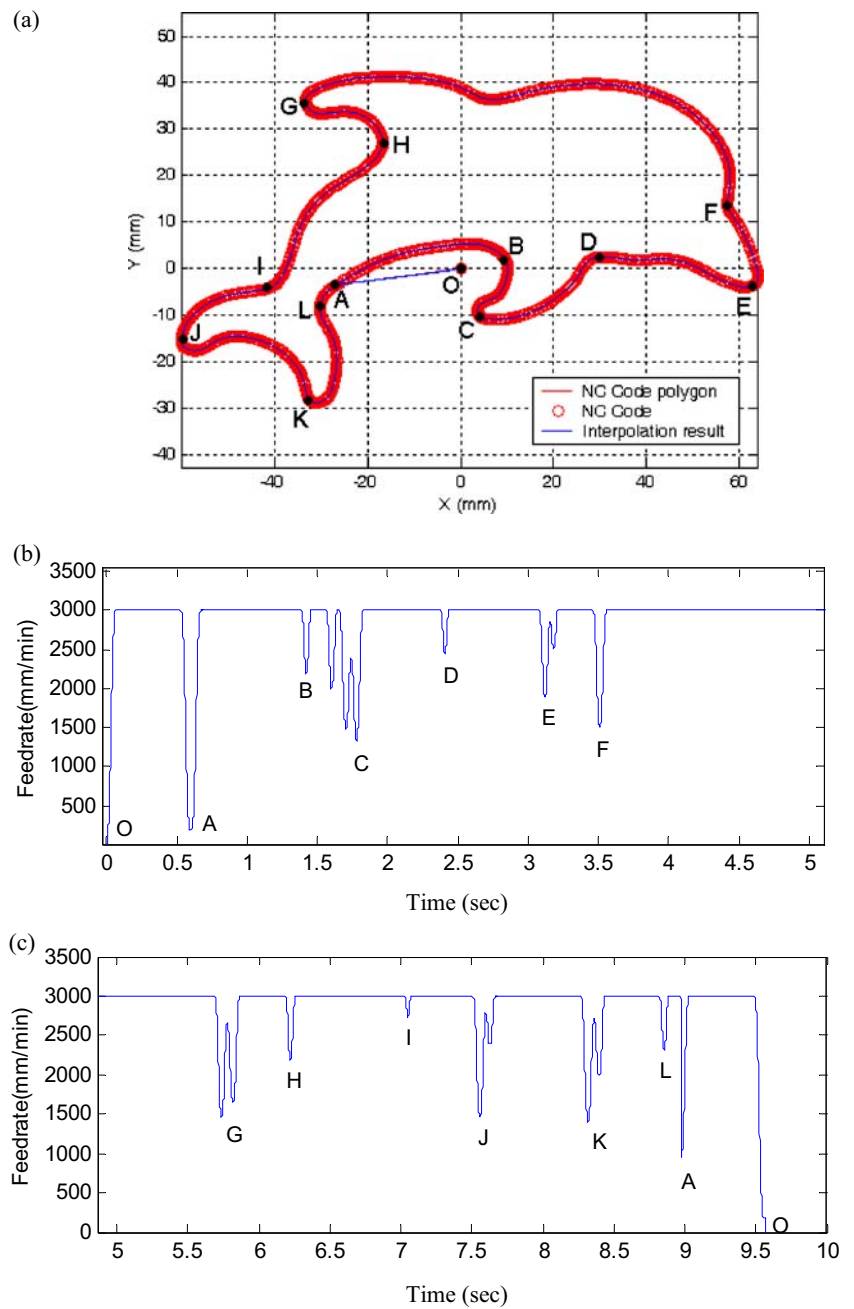 (a)
50
40
30
20
10
0
-10
-20
-30
-40
Y (mm)
G
H
F
B
D
I
O
A
E
L
C
J
K
NC Code polygon
NC Code
Interpolation result
-40
-20
0
20
40
60
X (mm)
(b)
3500
3000
2500
2000
1500
1000
500
Feedrate(mm/min)
B
D
E
C
F
O
A
0
0.5
1
1.5
2
2.5
3
3.5
4
4.5
5
Time (sec)
(c)
3500
3000
2500
2000
1500
1000
500
0
Feedrate(mm/min)
I
L
H
G
J
K
A
O
5
5.5
6
6.5
7
7.5
8
8.5
9
9.5
10
Time (sec)